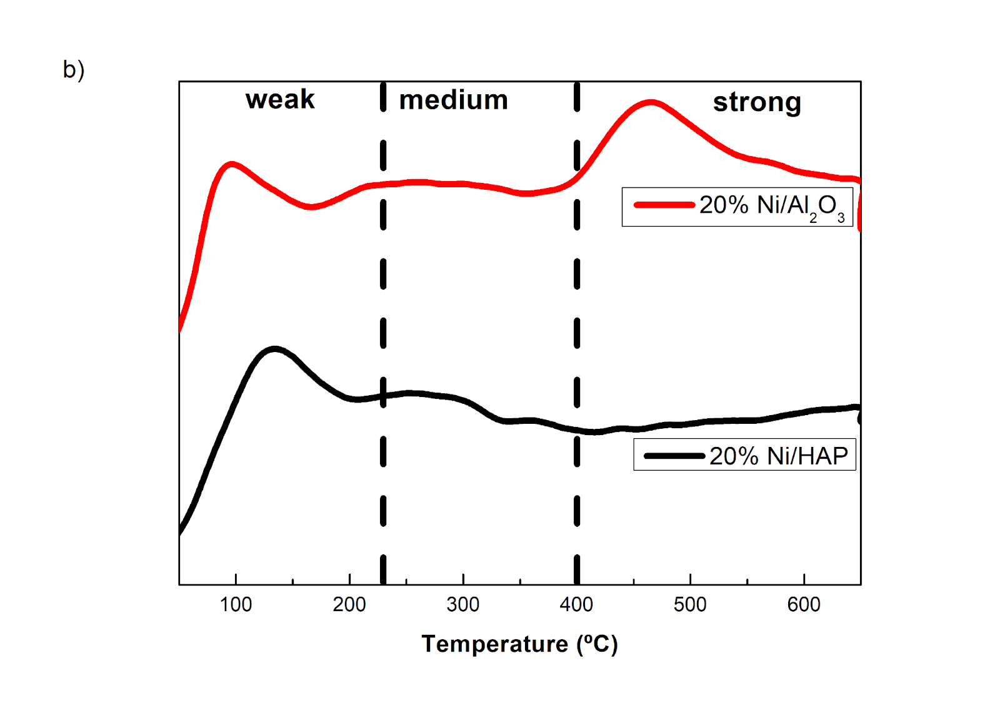 b)
weak medium strong
20% Ni/Al₂O₃
20% Ni/HAP
100 200 300 400 500 600
Temperature (ºC)